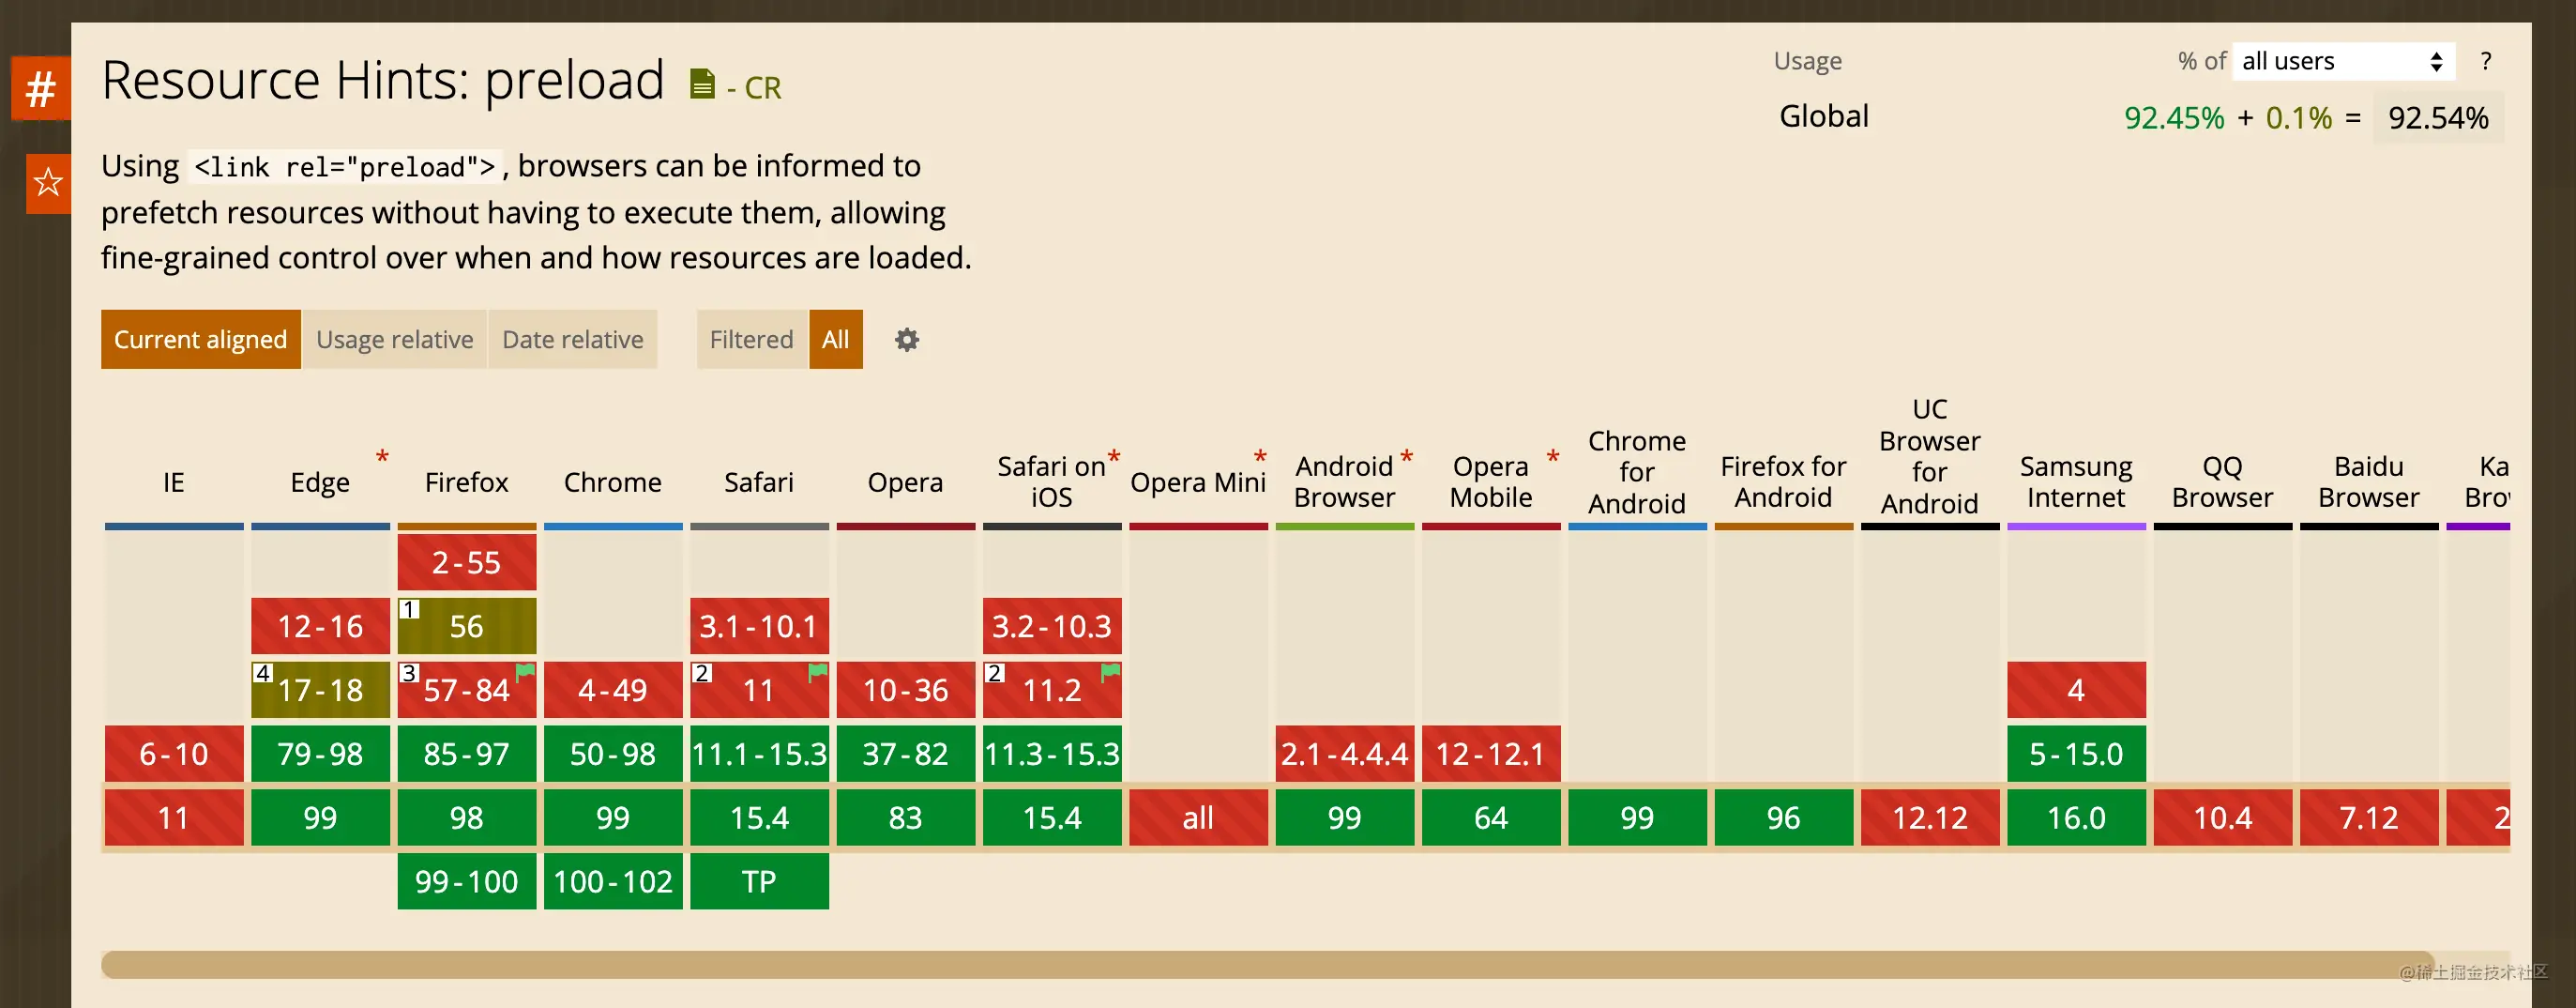 #
☆
Resource Hints: preload - CR
Usage % of all users ?
Global 92.45% + 0.1% = 92.54%
Using <link rel="preload">, browsers can be informed to
prefetch resources without having to execute them, allowing
fine-grained control over when and how resources are loaded.
Current aligned Usage relative Date relative Filtered All
IE
Edge *
Firefox
Chrome
Safari
Opera
Safari on *
iOS
Opera Mini *
Android *
Browser
Opera *
Mobile
Chrome
for
Android
Firefox for
Android
UC
Browser
for
Android
Samsung
Internet
QQ
Browser
Baidu
Browser
Ka
Bro
2-55
12-16 1 56 3.1-10.1 3.2-10.3
4 17-18 3 57-84 4-49 2 11 10-36 2 11.2 4
6-10 79-98 85-97 50-98 11.1-15.3 37-82 11.3-15.3 2.1-4.4.4 12-12.1 5-15.0
11 99 98 99 15.4 83 15.4 all 99 64 99 96 12.12 16.0 10.4 7.12 2
99-100 100-102 TP
@稀土掘金技术社区